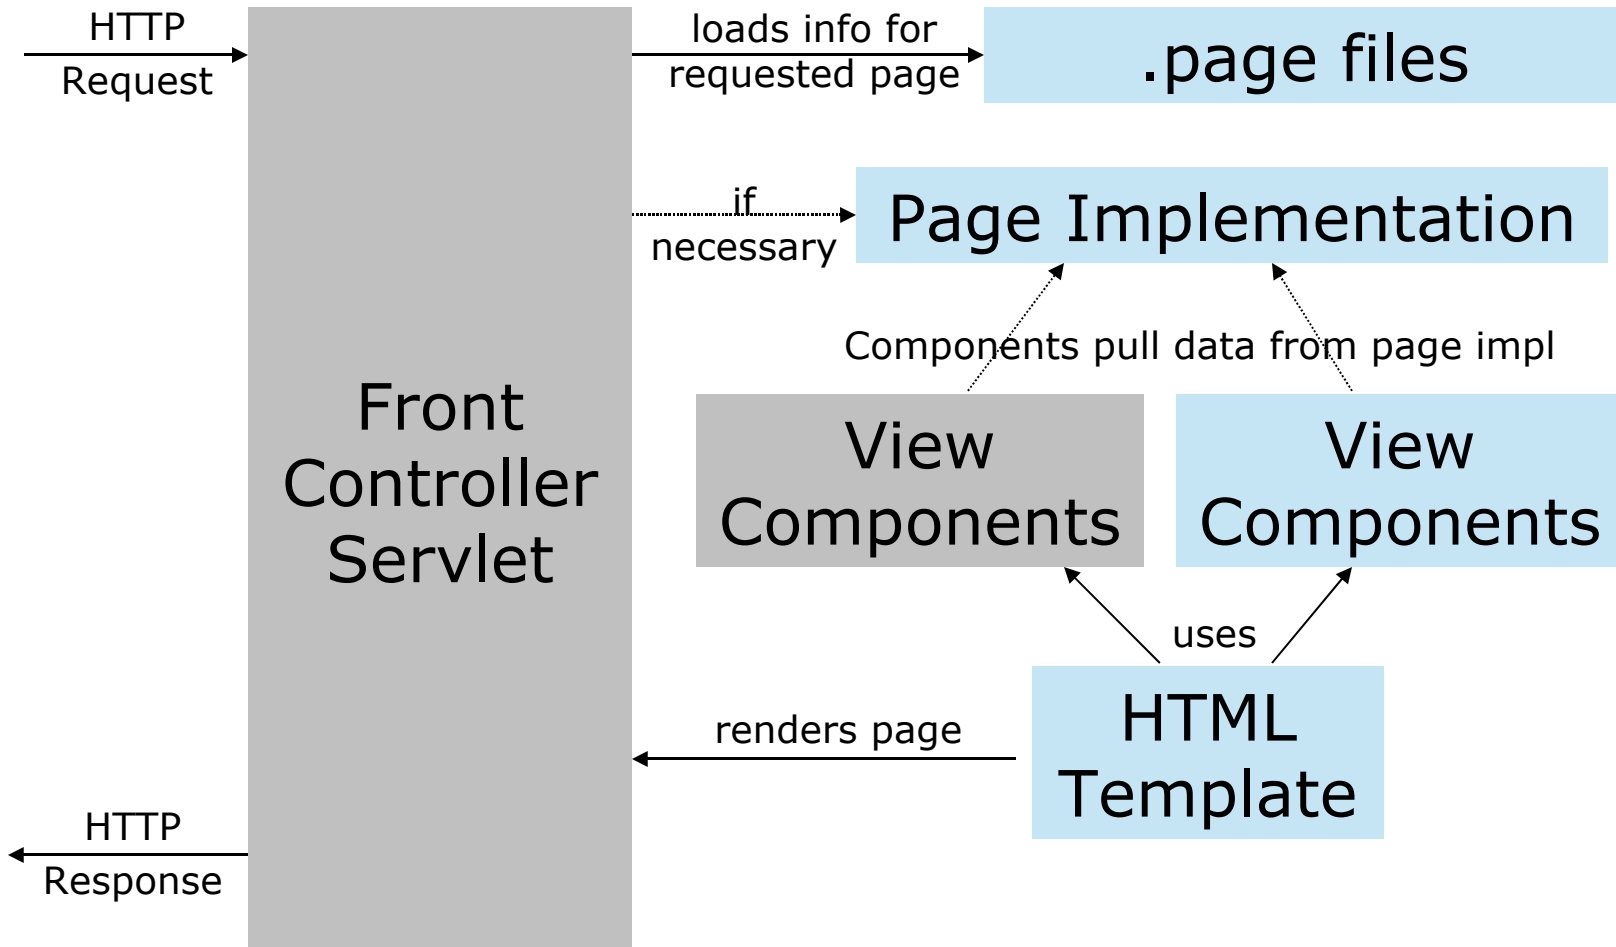 HTTP
Request
loads info for
requested page
.page files
if
necessary
Page Implementation
Components pull data from page impl
Front
Controller
Servlet
View
Components
View
Components
uses
HTML
Template
renders page
HTTP
Response